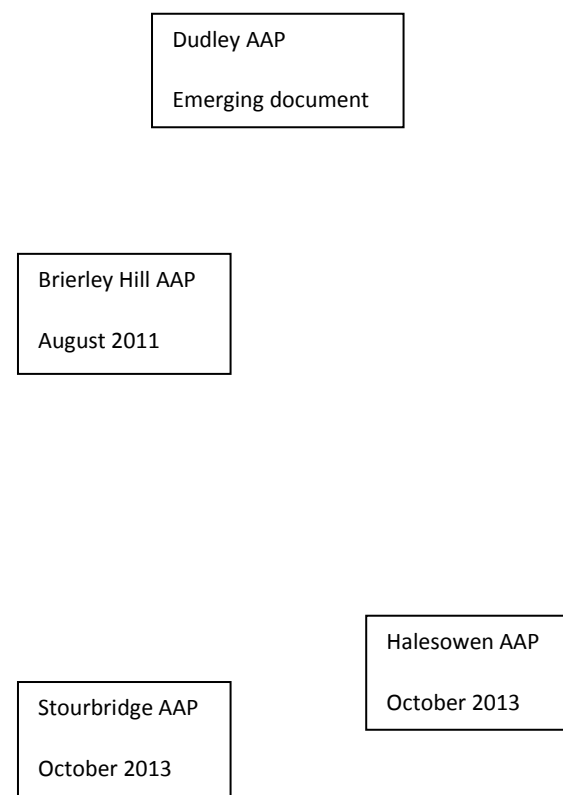 Dudley AAP
Emerging document
Brierley Hill AAP
August 2011
Halesowen AAP
October 2013
Stourbridge AAP
October 2013